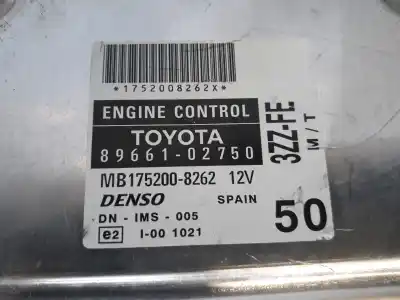 *1752008262X*
ENGINE CONTROL
TOYOTA
89661-02750
3ZZ-FE
M/T
MB175200-8262 12V
DENSO SPAIN
DN-IMS-005
50
e2 I-00 1021